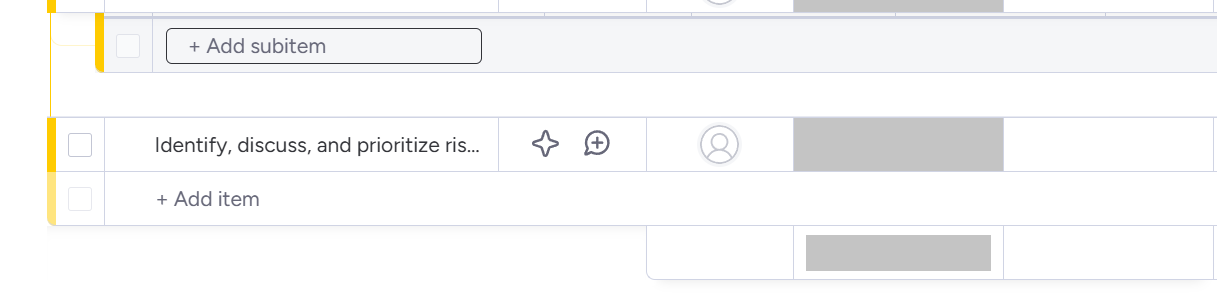 + Add subitem
Identify, discuss, and prioritize ris...
+ Add item